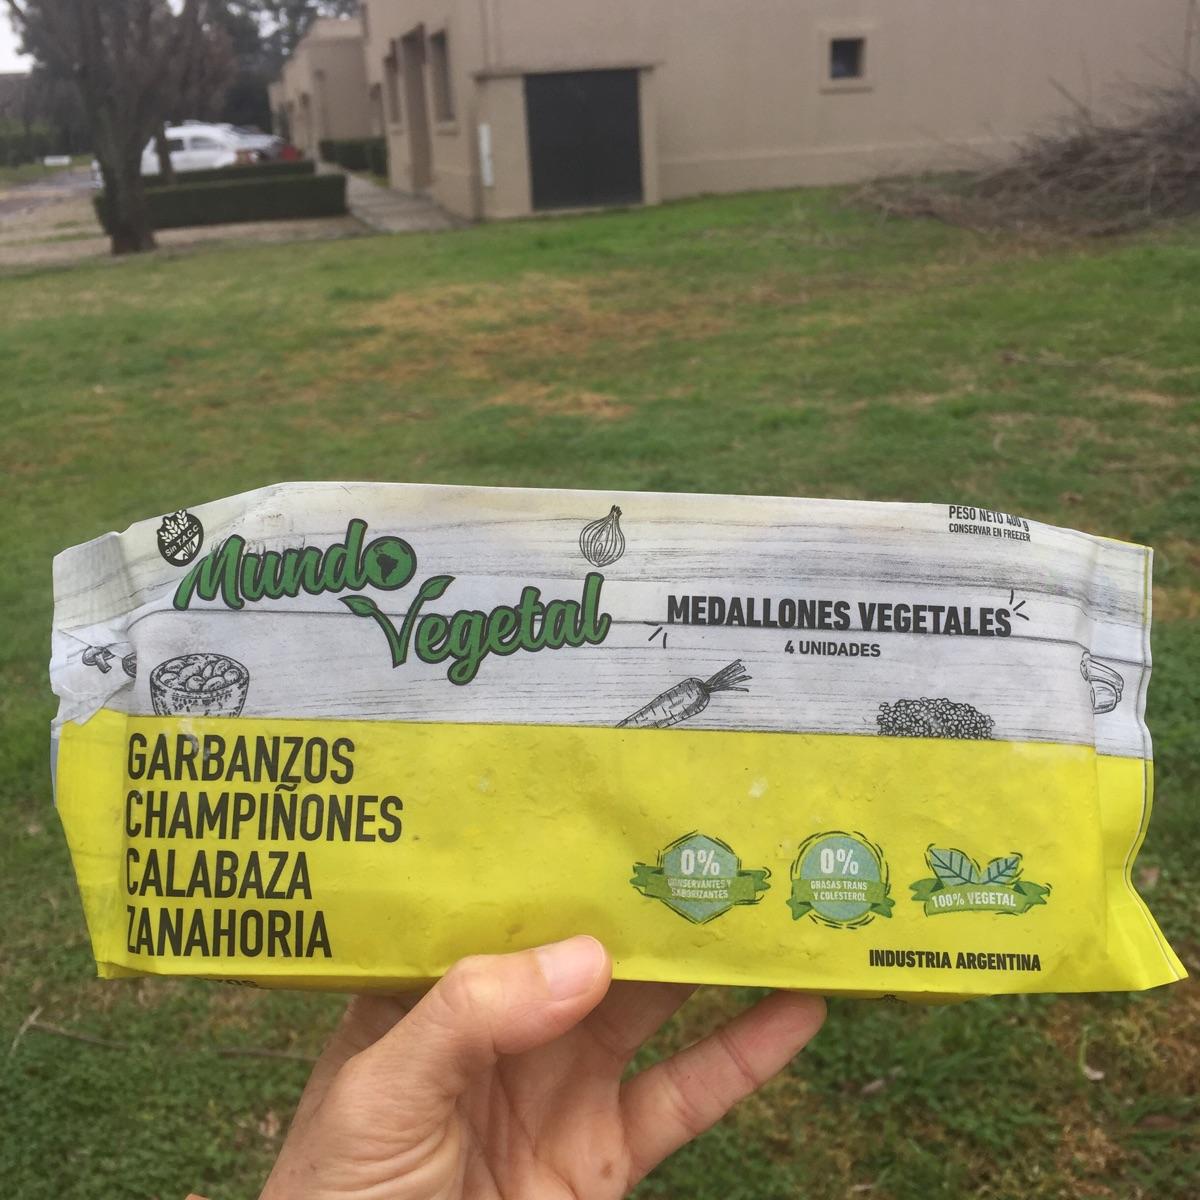 Sin T.A.C.C.
Mundo
Vegetal
PESO NETO 400 g
CONSERVAR EN FREEZER
MEDALLONES VEGETALES
4 UNIDADES
GARBANZOS
CHAMPIÑONES
CALABAZA
ZANAHORIA
0%
CONSERVANTES Y
SABORIZANTES
0%
GRASAS TRANS
Y COLESTEROL
100% VEGETAL
INDUSTRIA ARGENTINA